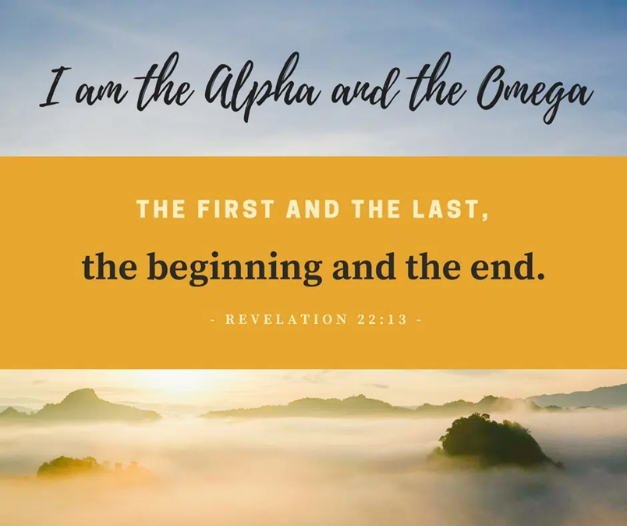 I am the Alpha and the Omega
THE FIRST AND THE LAST,
the beginning and the end.
- REVELATION 22:13 -